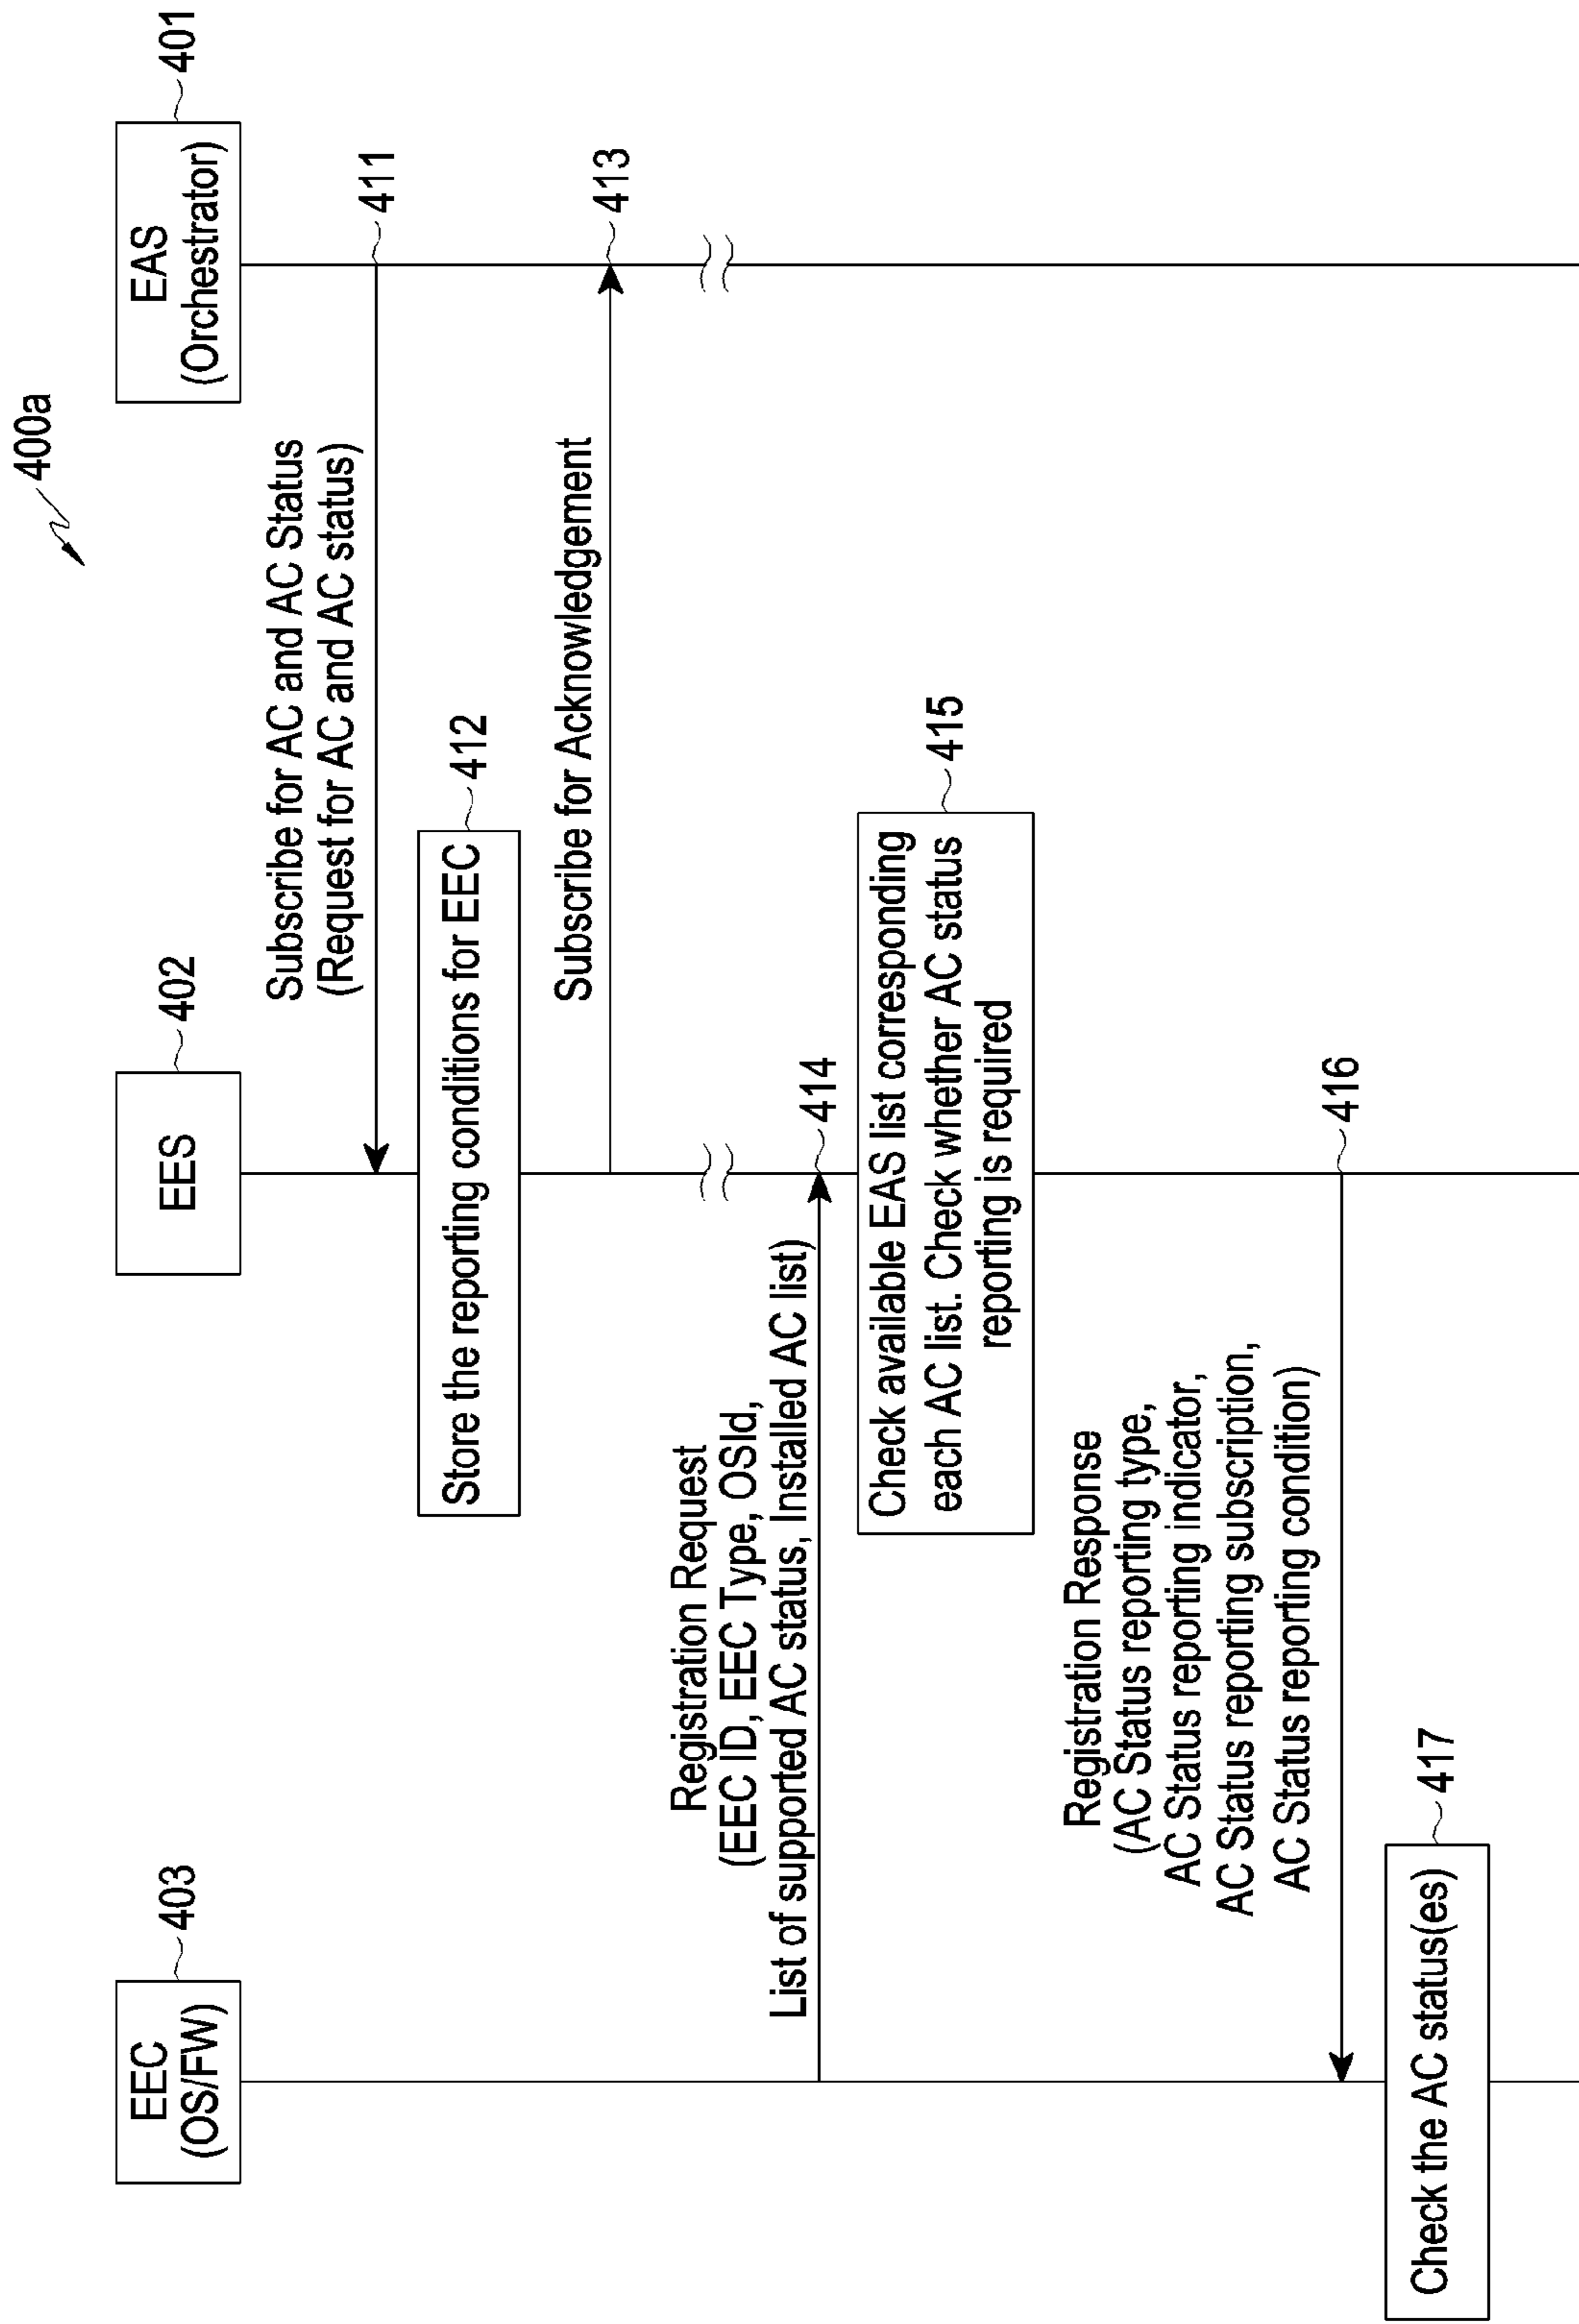 400a
EEC
(OS/FW)
403
EES
402
EAS
(Orchestrator)
401
Subscribe for AC and AC Status
(Request for AC and AC status)
411
Store the reporting conditions for EEC
412
Subscribe for Acknowledgement
413
Registration Request
(EEC ID, EEC Type, OSId,
List of supported AC status, Installed AC list)
414
Check available EAS list corresponding
each AC list. Check whether AC status
reporting is required
415
Registration Response
(AC Status reporting type,
AC Status reporting indicator,
AC Status reporting subscription,
AC Status reporting condition)
416
Check the AC status(es)
417